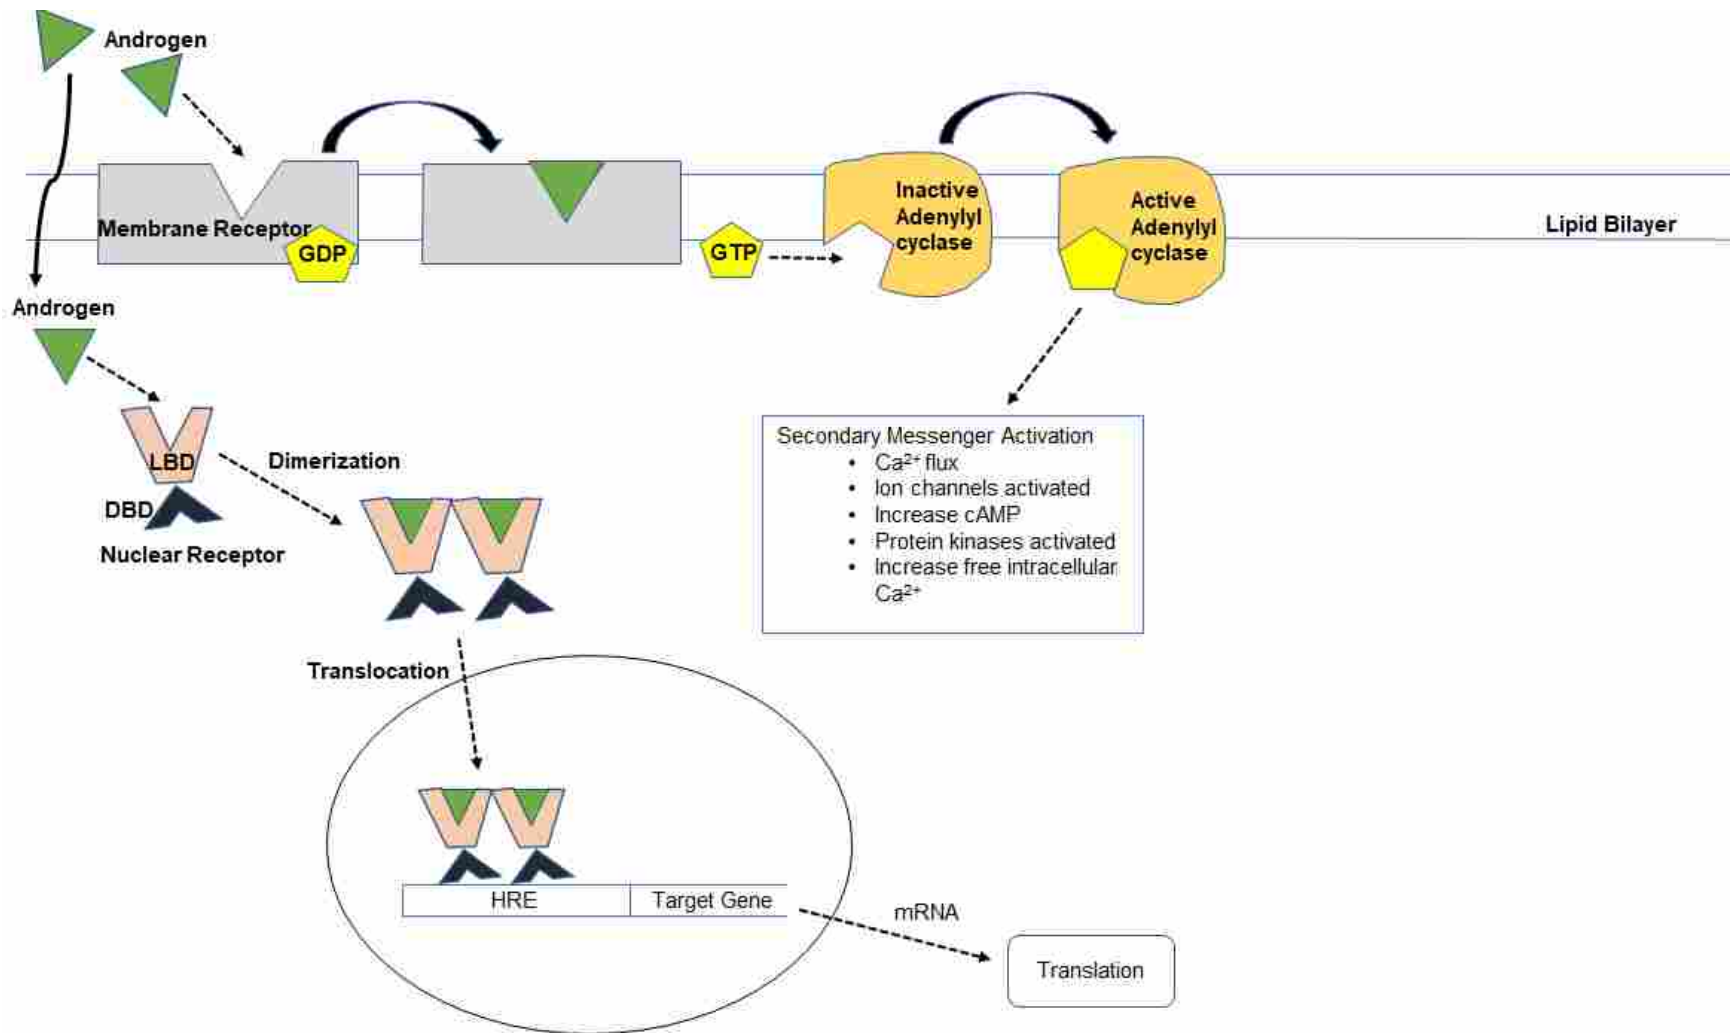 Androgen
Membrane Receptor
GDP
GTP
Inactive
Adenylyl
cyclase
Active
Adenylyl
cyclase
Lipid Bilayer
Androgen
LBD
DBD
Nuclear Receptor
Dimerization
Secondary Messenger Activation
• Ca²⁺ flux
• Ion channels activated
• Increase cAMP
• Protein kinases activated
• Increase free intracellular
Ca²⁺
Translocation
HRE
Target Gene
mRNA
Translation